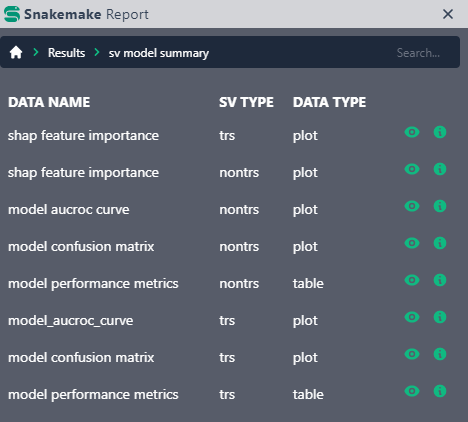 Snakemake Report
Results sv model summary Search...
DATA NAME SV TYPE DATA TYPE
shap feature importance trs plot
shap feature importance nontrs plot
model aucroc curve nontrs plot
model confusion matrix nontrs plot
model performance metrics nontrs table
model_aucroc_curve trs plot
model confusion matrix trs plot
model performance metrics trs table